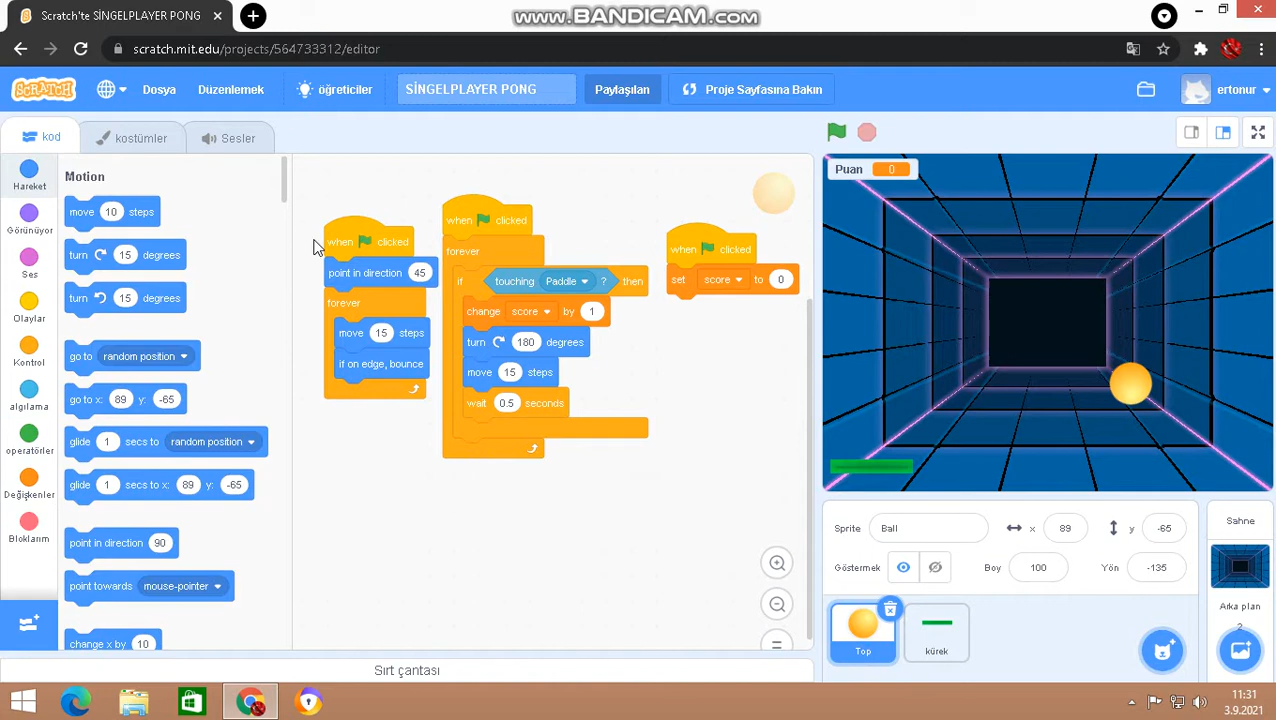 www.BANDICAM.com
Scratch'te SİNGELPLAYER PONG
scratch.mit.edu/projects/564733312/editor
SCRATCH
Dosya
Düzenlemek
öğreticiler
SİNGELPLAYER PONG
Paylaşılan
Proje Sayfasına Bakın
ertonur
kod
kostümler
Sesler
Hareket
Görünüyor
Ses
Olaylar
Kontrol
algılama
operatörler
Değişkenler
Bloklarım
Motion
move 10 steps
turn 15 degrees
turn 15 degrees
go to random position
go to x: 89 y: -65
glide 1 secs to random position
glide 1 secs to x: 89 y: -65
point in direction 90
point towards mouse-pointer
change x by 10
when clicked
point in direction 45
forever
move 15 steps
if on edge, bounce
when clicked
forever
if touching Paddle ? then
change score by 1
turn 180 degrees
move 15 steps
wait 0.5 seconds
when clicked
set score to 0
Puan 0
Sprite Ball x 89 y -65
Göstermek Boy 100 Yön -135
Top
kürek
Sahne
Arka plan
2
Sırt çantası
11:31
3.9.2021